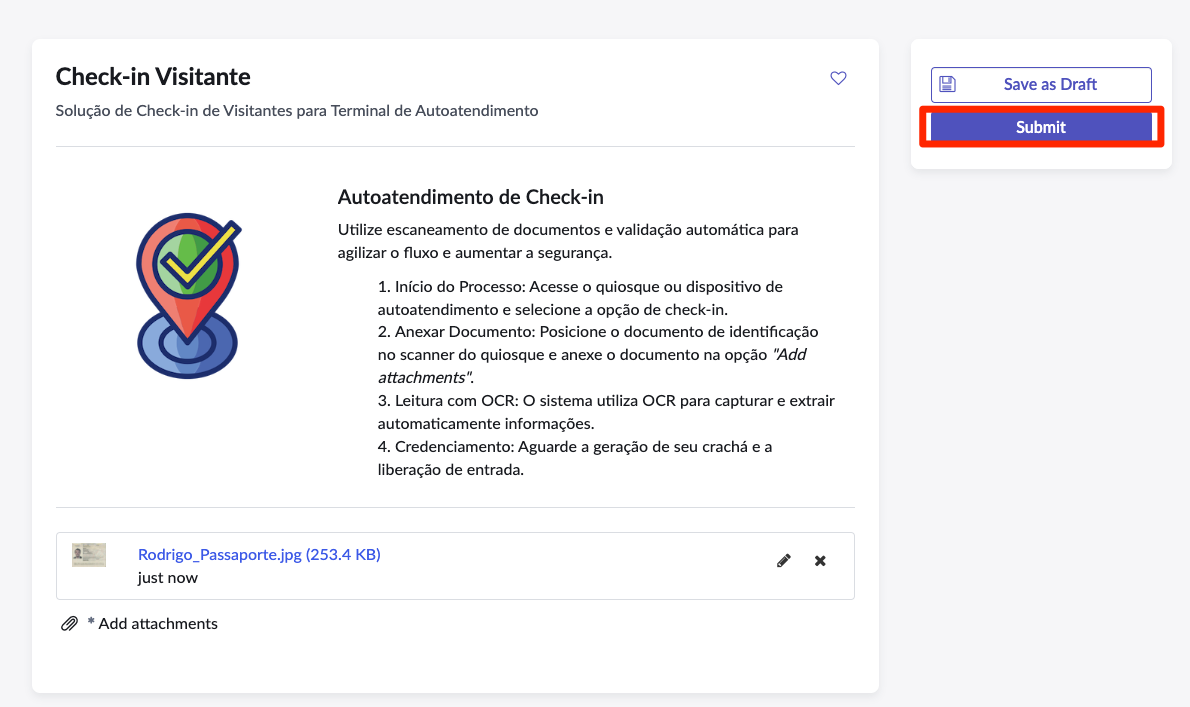 Check-in Visitante
Solução de Check-in de Visitantes para Terminal de Autoatendimento
Autoatendimento de Check-in
Utilize escaneamento de documentos e validação automática para
agilizar o fluxo e aumentar a segurança.
1. Início do Processo: Acesse o quiosque ou dispositivo de
autoatendimento e selecione a opção de check-in.
2. Anexar Documento: Posicione o documento de identificação
no scanner do quiosque e anexe o documento na opção "Add
attachments".
3. Leitura com OCR: O sistema utiliza OCR para capturar e extrair
automaticamente informações.
4. Credenciamento: Aguarde a geração de seu crachá e a
liberação de entrada.
Rodrigo_Passaporte.jpg (253.4 KB)
just now
* Add attachments
Save as Draft
Submit